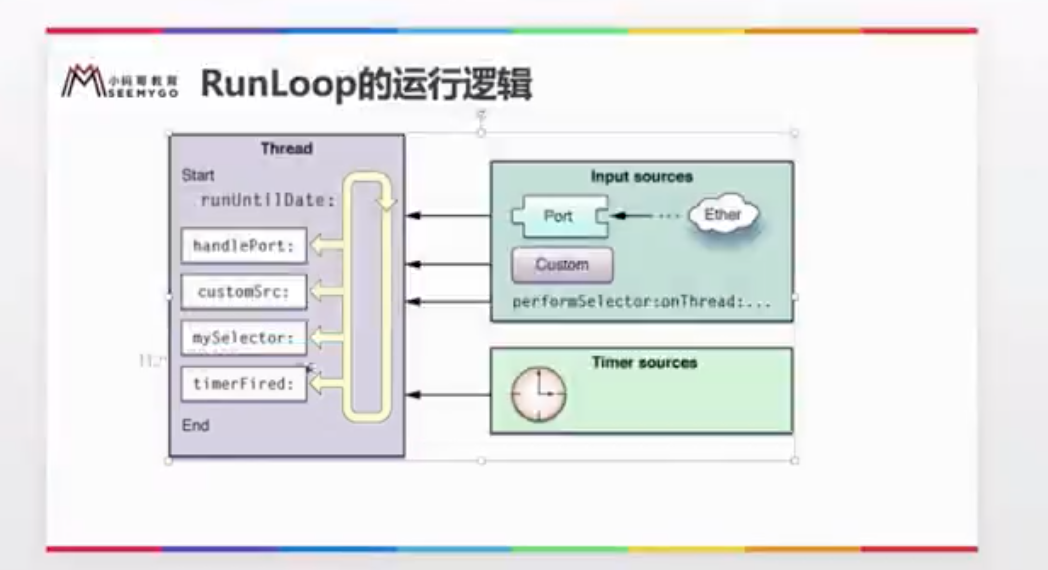 小码哥教育
SEEMYGO
RunLoop的运行逻辑
Thread
Start
runUntilDate:
handlePort:
customSrc:
mySelector:
timerFired:
End
Input sources
Port
...
Ether
Custom
performSelector:onThread:...
Timer sources